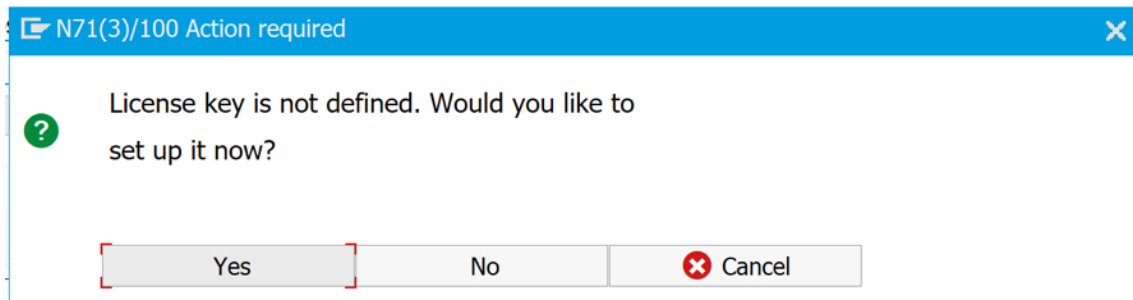 N71(3)/100 Action required
License key is not defined. Would you like to
set up it now?
Yes
No
Cancel